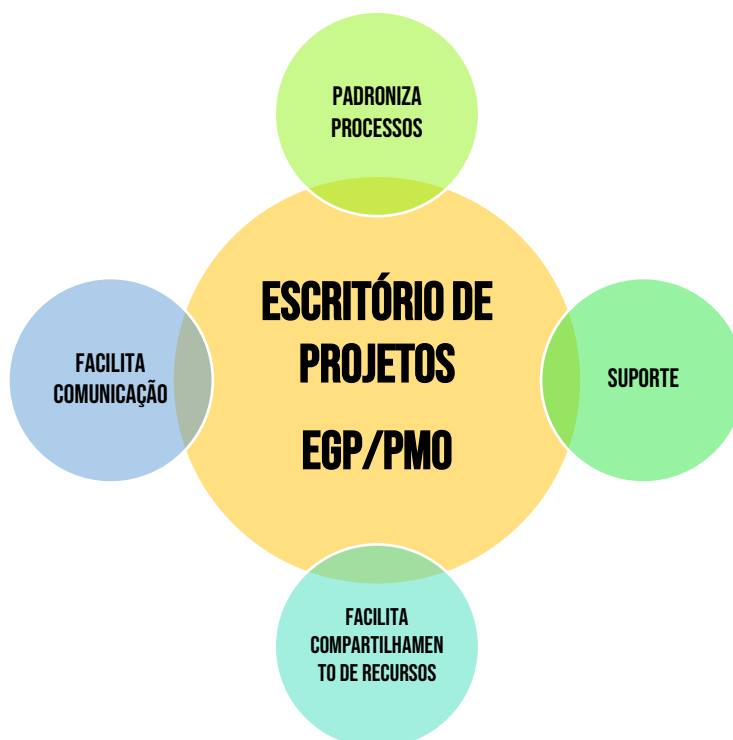 PADRONIZA
PROCESSOS
ESCRITÓRIO DE
PROJETOS
EGP/PMO
FACILITA
COMUNICAÇÃO
SUPORTE
FACILITA
COMPARTILHAMEN
TO DE RECURSOS